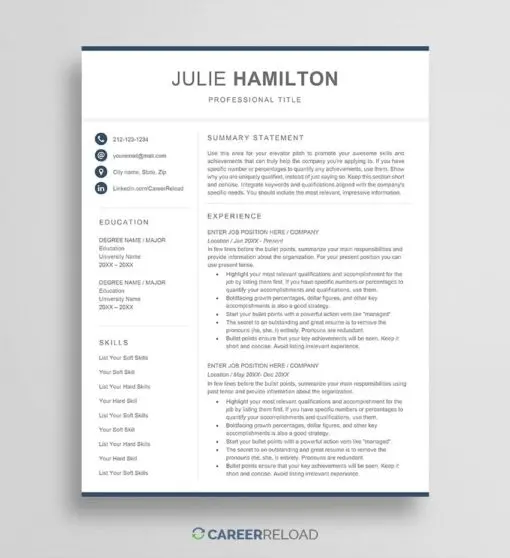 JULIE HAMILTON
PROFESSIONAL TITLE
212-123-1234
youremail@mail.com
City name, State, Zip
LinkedIn.com/CareerReload
EDUCATION
DEGREE NAME / MAJOR
Education
University Name
20XX – 20XX
DEGREE NAME / MAJOR
Education
University Name
20XX – 20XX
SKILLS
List Your Soft Skills
Your Soft Skill
List Your Hard Skills
Your Hard Skill
List Your Soft Skills
Your Soft Skill
List Your Hard Skills
Your Hard Skill
List Your Soft Skills
SUMMARY STATEMENT
Use this area for your elevator pitch to promote your awesome skills and
achievements that can truly help the company you're applying is. If you have
specific number or percentages to quantify any achievements, use them. Show
why you are uniquely qualified, instead of just saying so. Keep this section short
and concise. Integrate keywords and qualifications aligned with the company's
specific needs. You should include the most relevant, impressive information.
EXPERIENCE
ENTER JOB POSITION HERE / COMPANY
Location / Jan 20XX - Present
In few lines before the bullet points, summarize your main responsibilities and
provide information about the organization. For your present position you can
use present tense.
• Highlight your most relevant qualifications and accomplishment for the
job by listing them first. If you have specific numbers or percentages to
quantify your accomplishments and qualifications, use them.
• Boldfacing growth percentages, dollar figures, and other key
accomplishments is also a good strategy.
• Start your bullet points with a powerful action verb like "managed"
• The secret to an outstanding and great resume is to remove the
pronouns (he, she, is) entirely. Pronouns are redundant.
• Bullet points ensure that your key achievements will be seen. Keep it
short and concise. Avoid listing irrelevant experience.
ENTER JOB POSITION HERE / COMPANY
Location / May 20XX- Dec 20XX
In few lines before the bullet points, summarize your main responsibilities using
past tense and provide information about the organization.
• Highlight your most relevant qualifications and accomplishment for the
job by listing them first. If you have specific numbers or percentages to
quantify your accomplishments and qualifications, use them.
• Boldfacing growth percentages, dollar figures, and other key
accomplishments is also a good strategy.
• Start your bullet points with a powerful action verb like "managed".
• The secret to an outstanding and great resume is to remove the
pronouns (me, she, is) entirely. Pronouns are redundant
• Bullet points ensure that your key achievements will be seen. Keep it
short and concise. Avoid listing irrelevant experience.
CAREERRELOAD